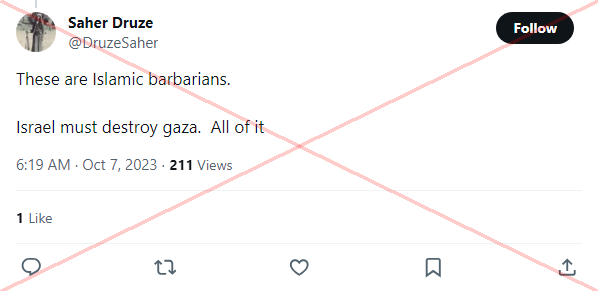 Saher Druze
@DruzeSaher
Follow
These are Islamic barbarians.
Israel must destroy gaza. All of it
6:19 AM · Oct 7, 2023 · 211 Views
1 Like